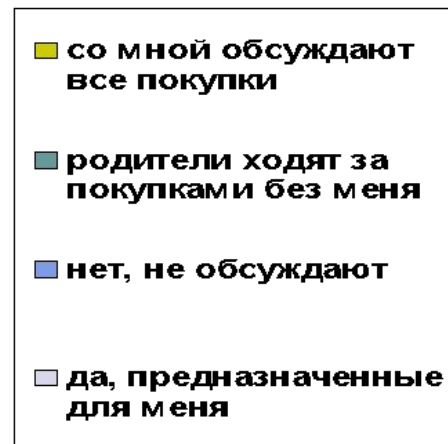 со мной обсуждают
все покупки
родители ходят за
покупками без меня
нет, не обсуждают
да, предназначенные
для меня